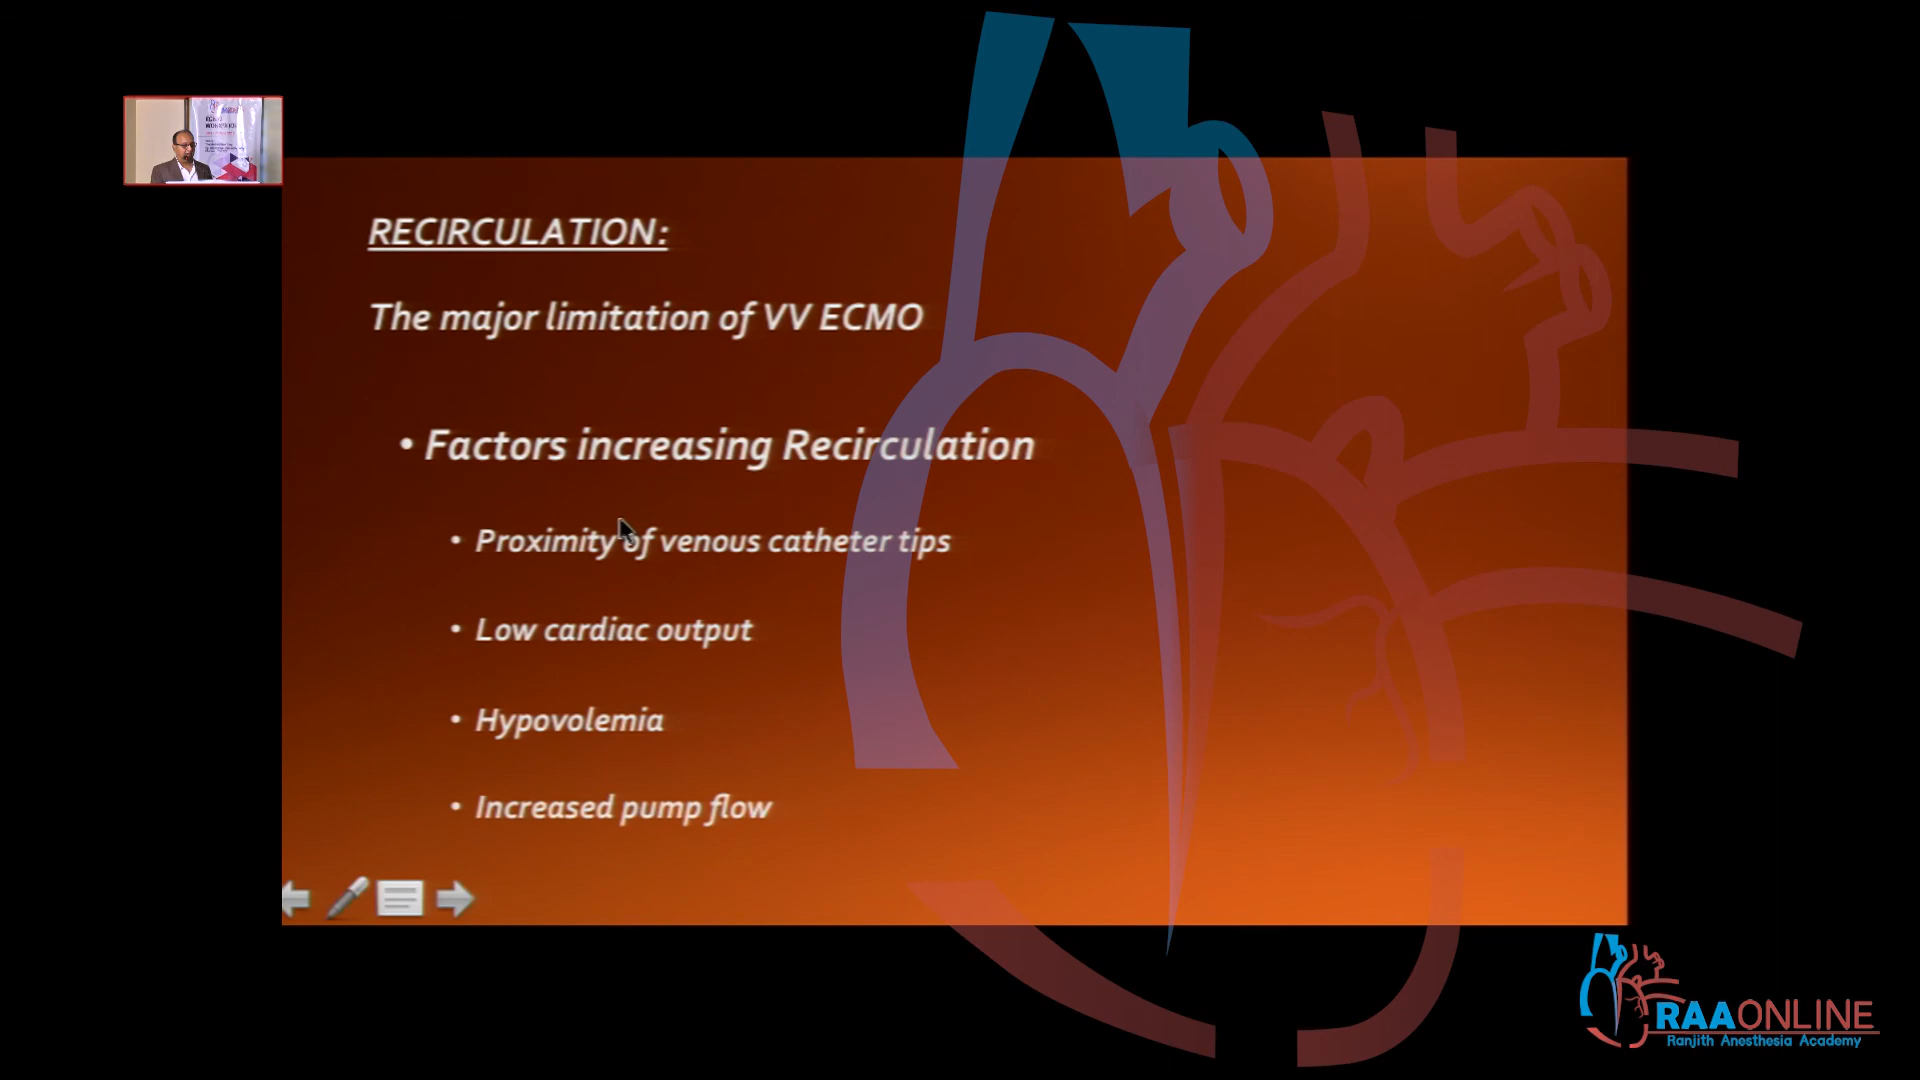 RECIRCULATION:
The major limitation of VV ECMO
• Factors increasing Recirculation
• Proximity of venous catheter tips
• Low cardiac output
• Hypovolemia
• Increased pump flow
RAAONLINE
Ranjith Anesthesia Academy